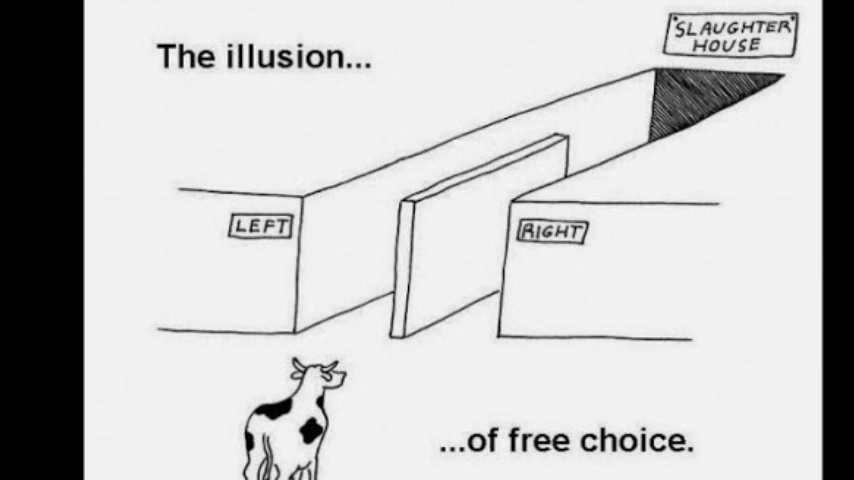 The illusion...
SLAUGHTER
HOUSE
LEFT
RIGHT
...of free choice.